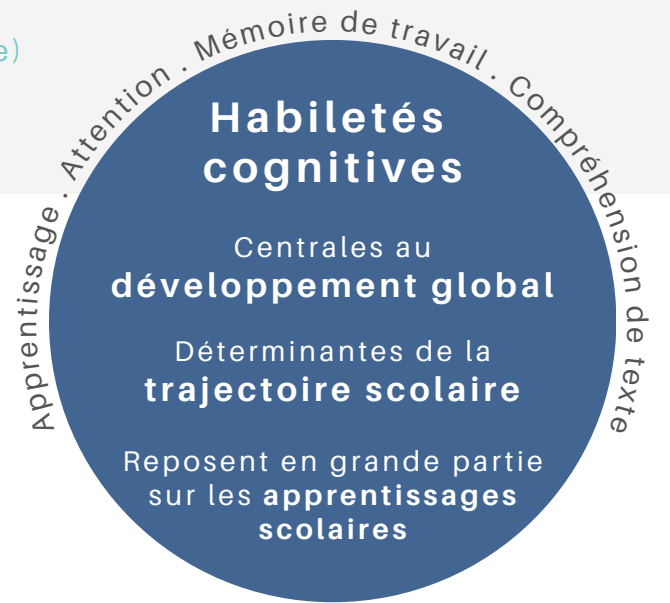 e)
Apprentissage . Attention . Mémoire de travail . Compréhension de texte
Habiletés
cognitives
Centrales au
développement global
Déterminantes de la
trajectoire scolaire
Reposent en grande partie
sur les apprentissages
scolaires